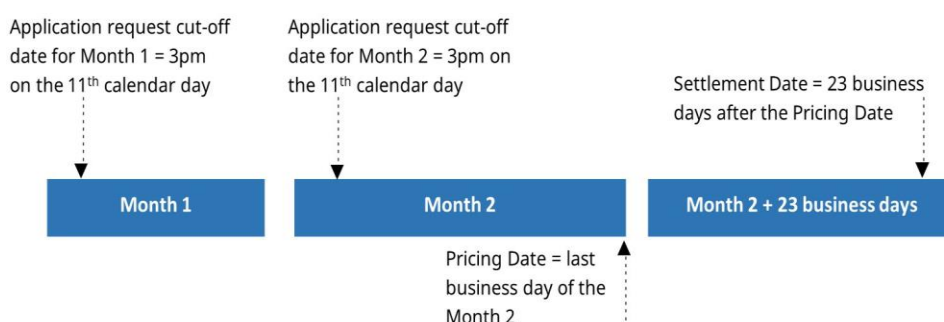 Application request cut-off
date for Month 1 = 3pm
on the 11th calendar day
Application request cut-off
date for Month 2 = 3pm on
the 11th calendar day
Settlement Date = 23 business
days after the Pricing Date
Month 1
Month 2
Month 2 + 23 business days
Pricing Date = last
business day of the
Month 2